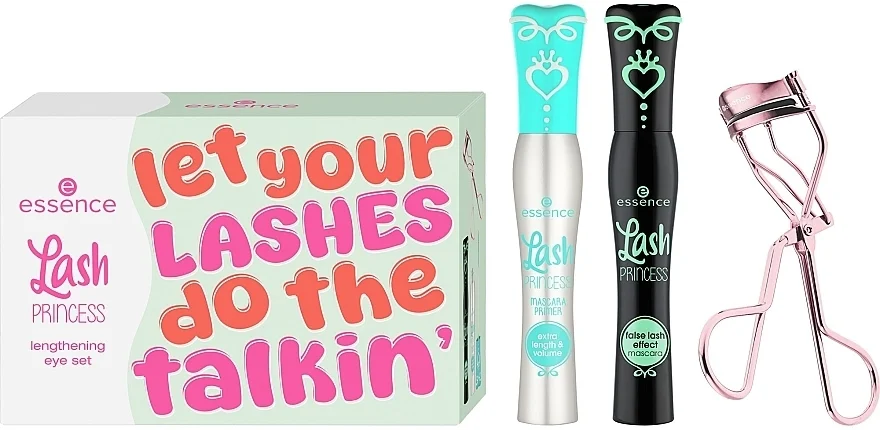 essence
essence
Lash
PRINCESS
lengthening
eye set
let your
LASHES
do the
talkin'
essence
Lash
PRINCESS
MASCARA
PRIMER
extra
length &
volume
essence
Lash
PRINCESS
false lash
effect
mascara